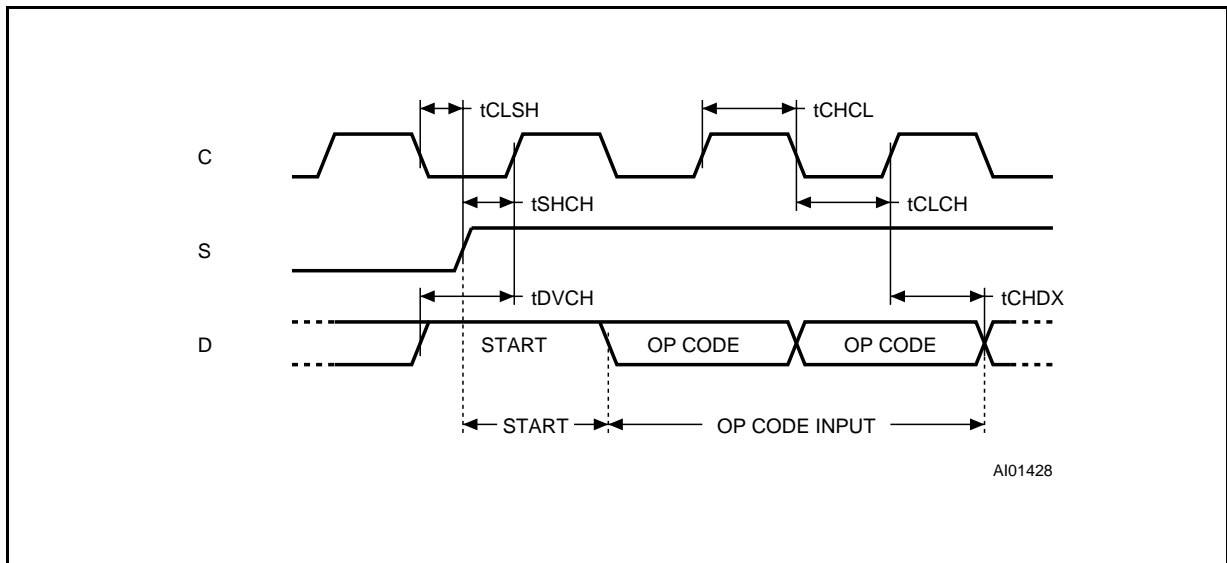 tCLSH
tCHCL
C
tSHCH
tCLCH
S
tDVCH
tCHDX
D
START
OP CODE
OP CODE
START
OP CODE INPUT
AI01428